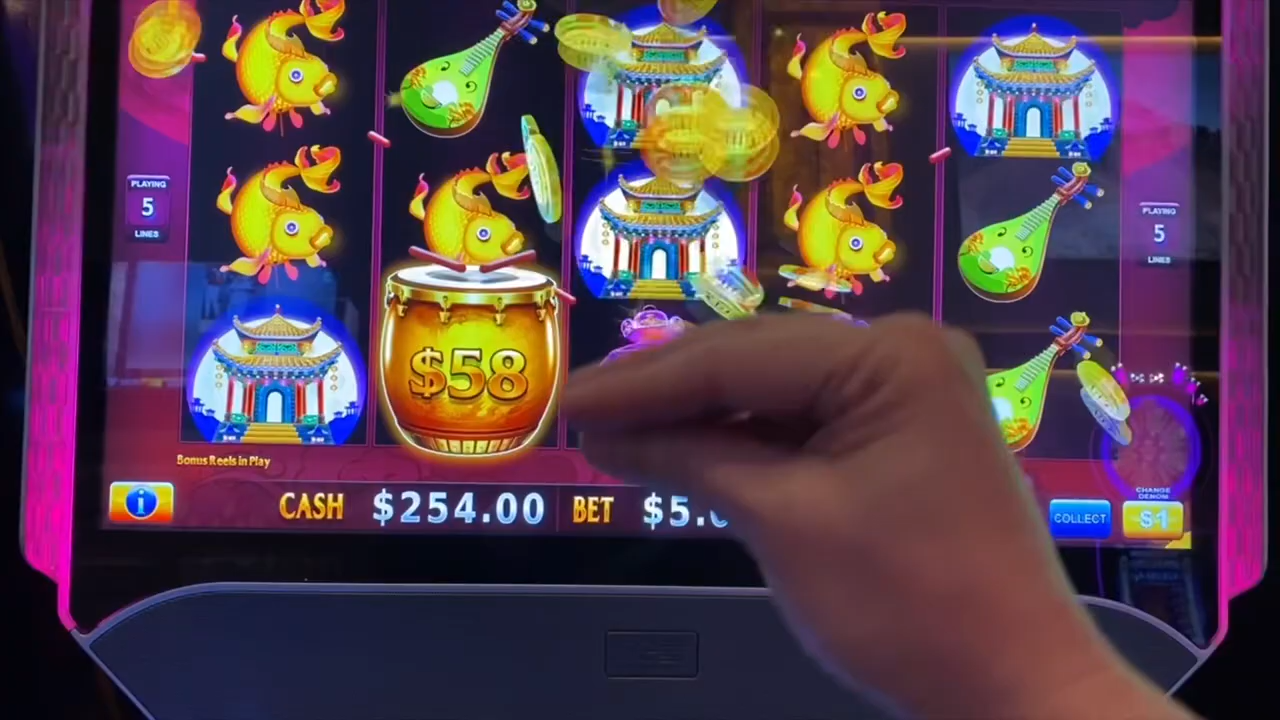 PLAYING
5
LINES
PLAYING
5
LINES
$58
Bonus Reels in Play
CASH $254.00 BET
COLLECT
CHANGE
DENOM
$1